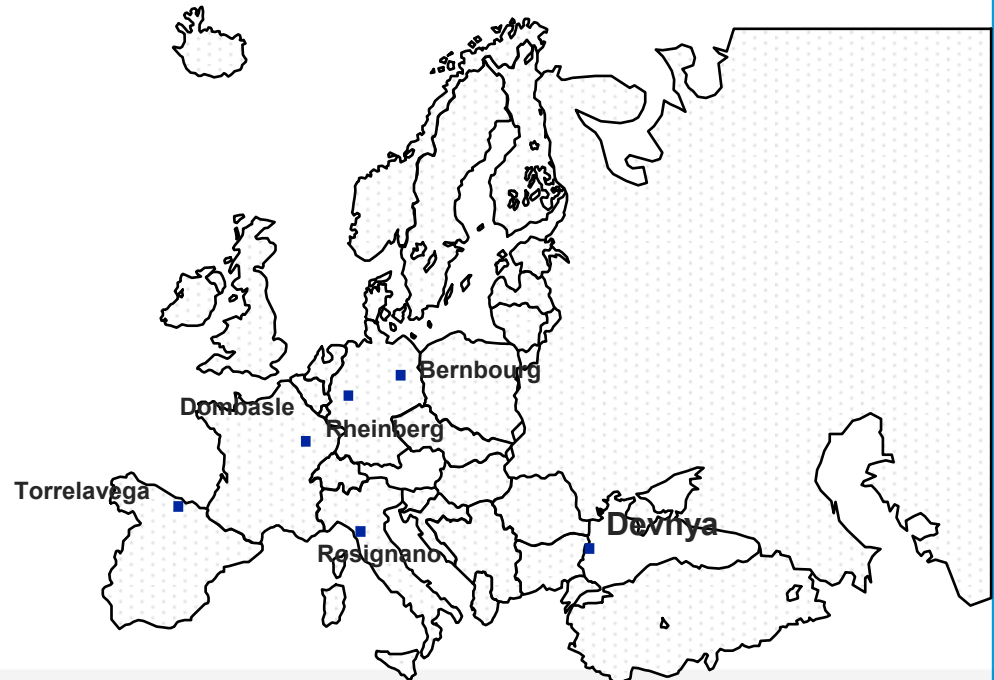 Bernbourg
Dombasle
Rheinberg
Torrelavega
Devnya
Rosignano